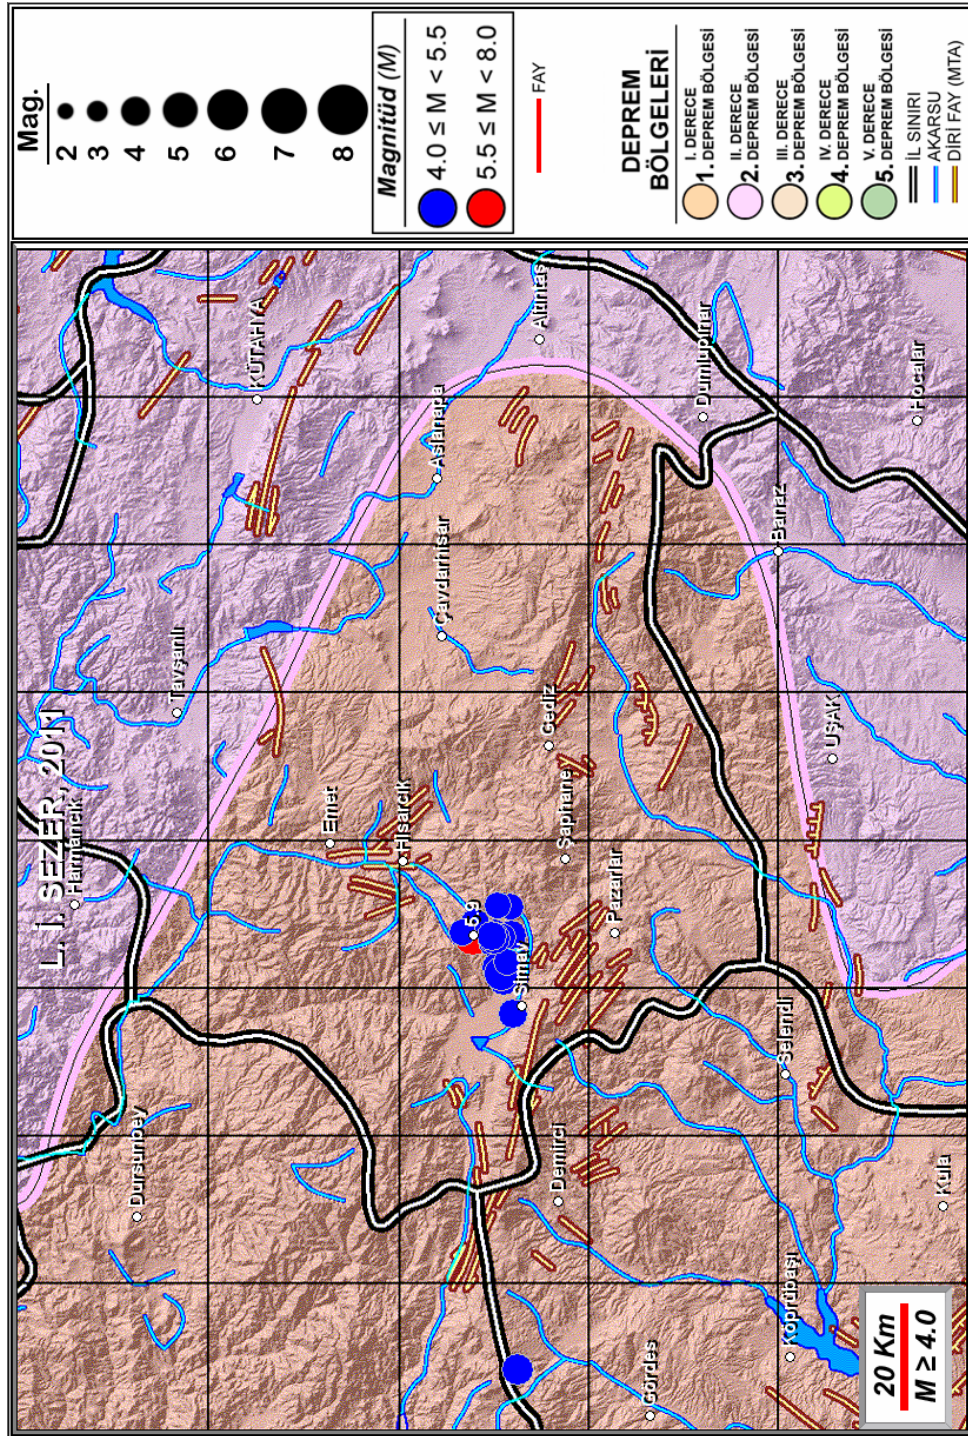 L. İ. SEZER, 2011
Harmancık
Dursunbey
Tavşanlı
KÜTAHYA
Emet
Hisarcık
Aslanapa
Çavdarhisar
5.9
Simav
Altıntaş
Gediz
Şaphane
Demirci
Pazarlar
Gördes
Dumlupınar
Banaz
Selendi
Köprüpaşı
UŞAK
Hocalar
Kula
20 Km
M ≥ 4.0
Mag.
2
3
4
5
6
7
8
Magnitüd (M)
4.0 ≤ M < 5.5
5.5 ≤ M < 8.0
FAY
DEPREM
BÖLGELERİ
I. DERECE
1. DEPREM BÖLGESİ
II. DERECE
2. DEPREM BÖLGESİ
III. DERECE
3. DEPREM BÖLGESİ
IV. DERECE
4. DEPREM BÖLGESİ
V. DERECE
5. DEPREM BÖLGESİ
İL SINIRI
AKARSU
DİRİ FAY (MTA)